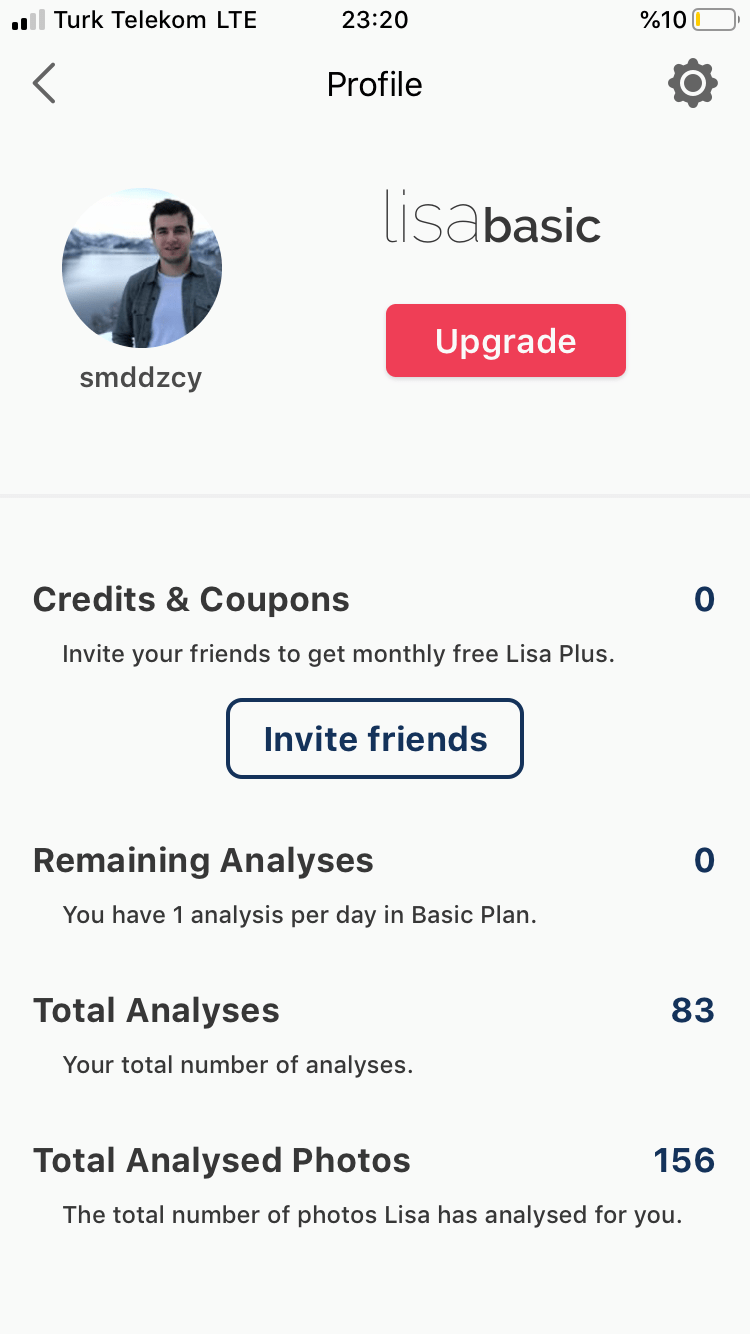 Turk Telekom LTE 23:20 %10
Profile
lisabasic
Upgrade
smddzcy
Credits & Coupons 0
Invite your friends to get monthly free Lisa Plus.
Invite friends
Remaining Analyses 0
You have 1 analysis per day in Basic Plan.
Total Analyses 83
Your total number of analyses.
Total Analysed Photos 156
The total number of photos Lisa has analysed for you.